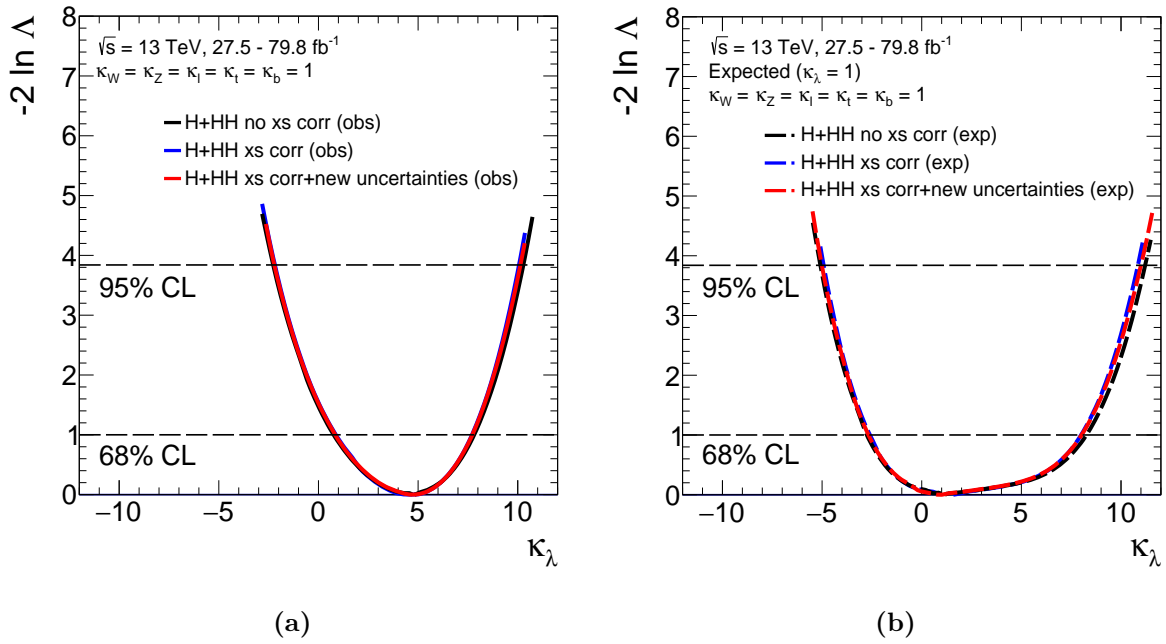 -2 ln Λ
8
7
6
5
4
3
2
1
0
√s = 13 TeV, 27.5 - 79.8 fb⁻¹
κ_W = κ_Z = κ_l = κ_t = κ_b = 1
H+HH no xs corr (obs)
H+HH xs corr (obs)
H+HH xs corr+new uncertainties (obs)
95% CL
68% CL
−10 −5 0 5 10
κ_λ
(a)
-2 ln Λ
8
7
6
5
4
3
2
1
0
√s = 13 TeV, 27.5 - 79.8 fb⁻¹
Expected (κ_λ = 1)
κ_W = κ_Z = κ_l = κ_t = κ_b = 1
H+HH no xs corr (exp)
H+HH xs corr (exp)
H+HH xs corr+new uncertainties (exp)
95% CL
68% CL
−10 −5 0 5 10
κ_λ
(b)